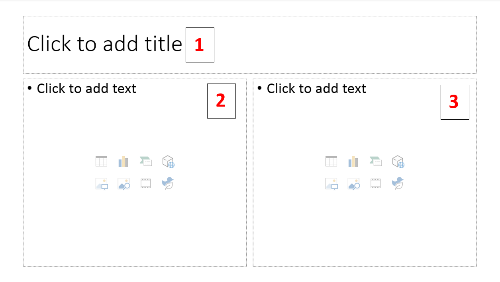 Click to add title 1
• Click to add text
2
• Click to add text
3